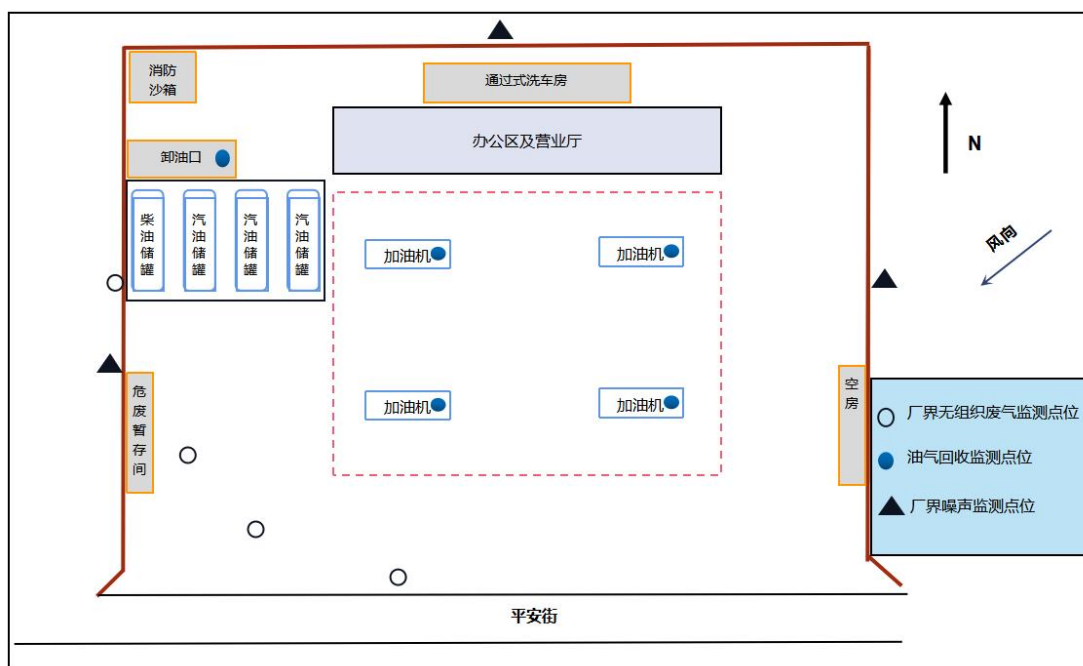 消防
沙箱
通过式洗车房
办公区及营业厅
N
卸油口
风向
柴油储罐
汽油储罐
汽油储罐
汽油储罐
加油机
加油机
加油机
加油机
危废暂存间
空房
厂界无组织废气监测点位
油气回收监测点位
厂界噪声监测点位
平安街